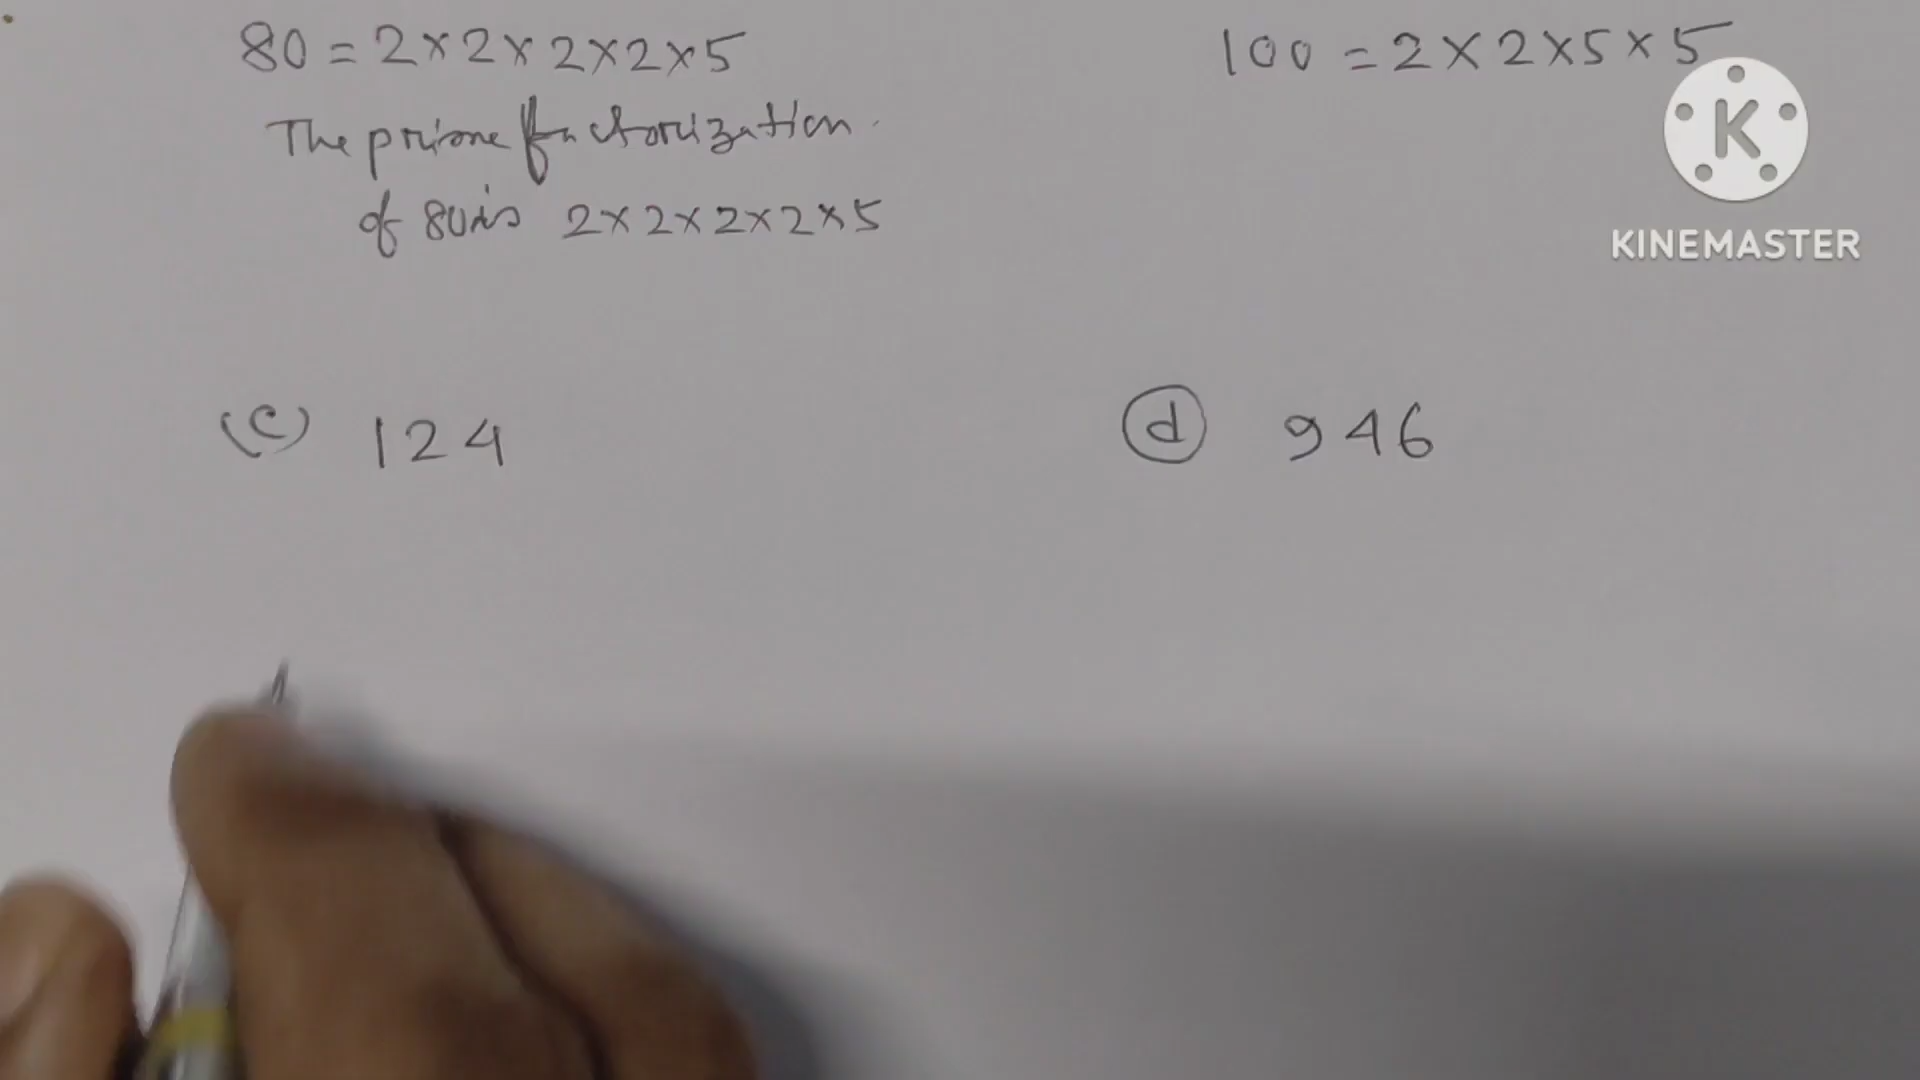 80 = 2 × 2 × 2 × 2 × 5
The prime factorization
of 80 is 2 × 2 × 2 × 2 × 5
100 = 2 × 2 × 5 × 5
K
KINEMASTER
(c) 124
d 946